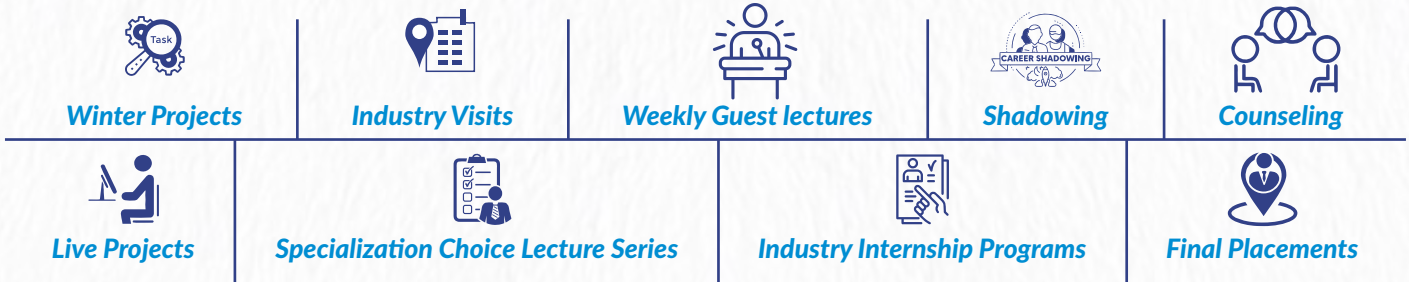 Task
CAREER SHADOWING
Winter Projects
Industry Visits
Weekly Guest lectures
Shadowing
Counseling
Live Projects
Specialization Choice Lecture Series
Industry Internship Programs
Final Placements